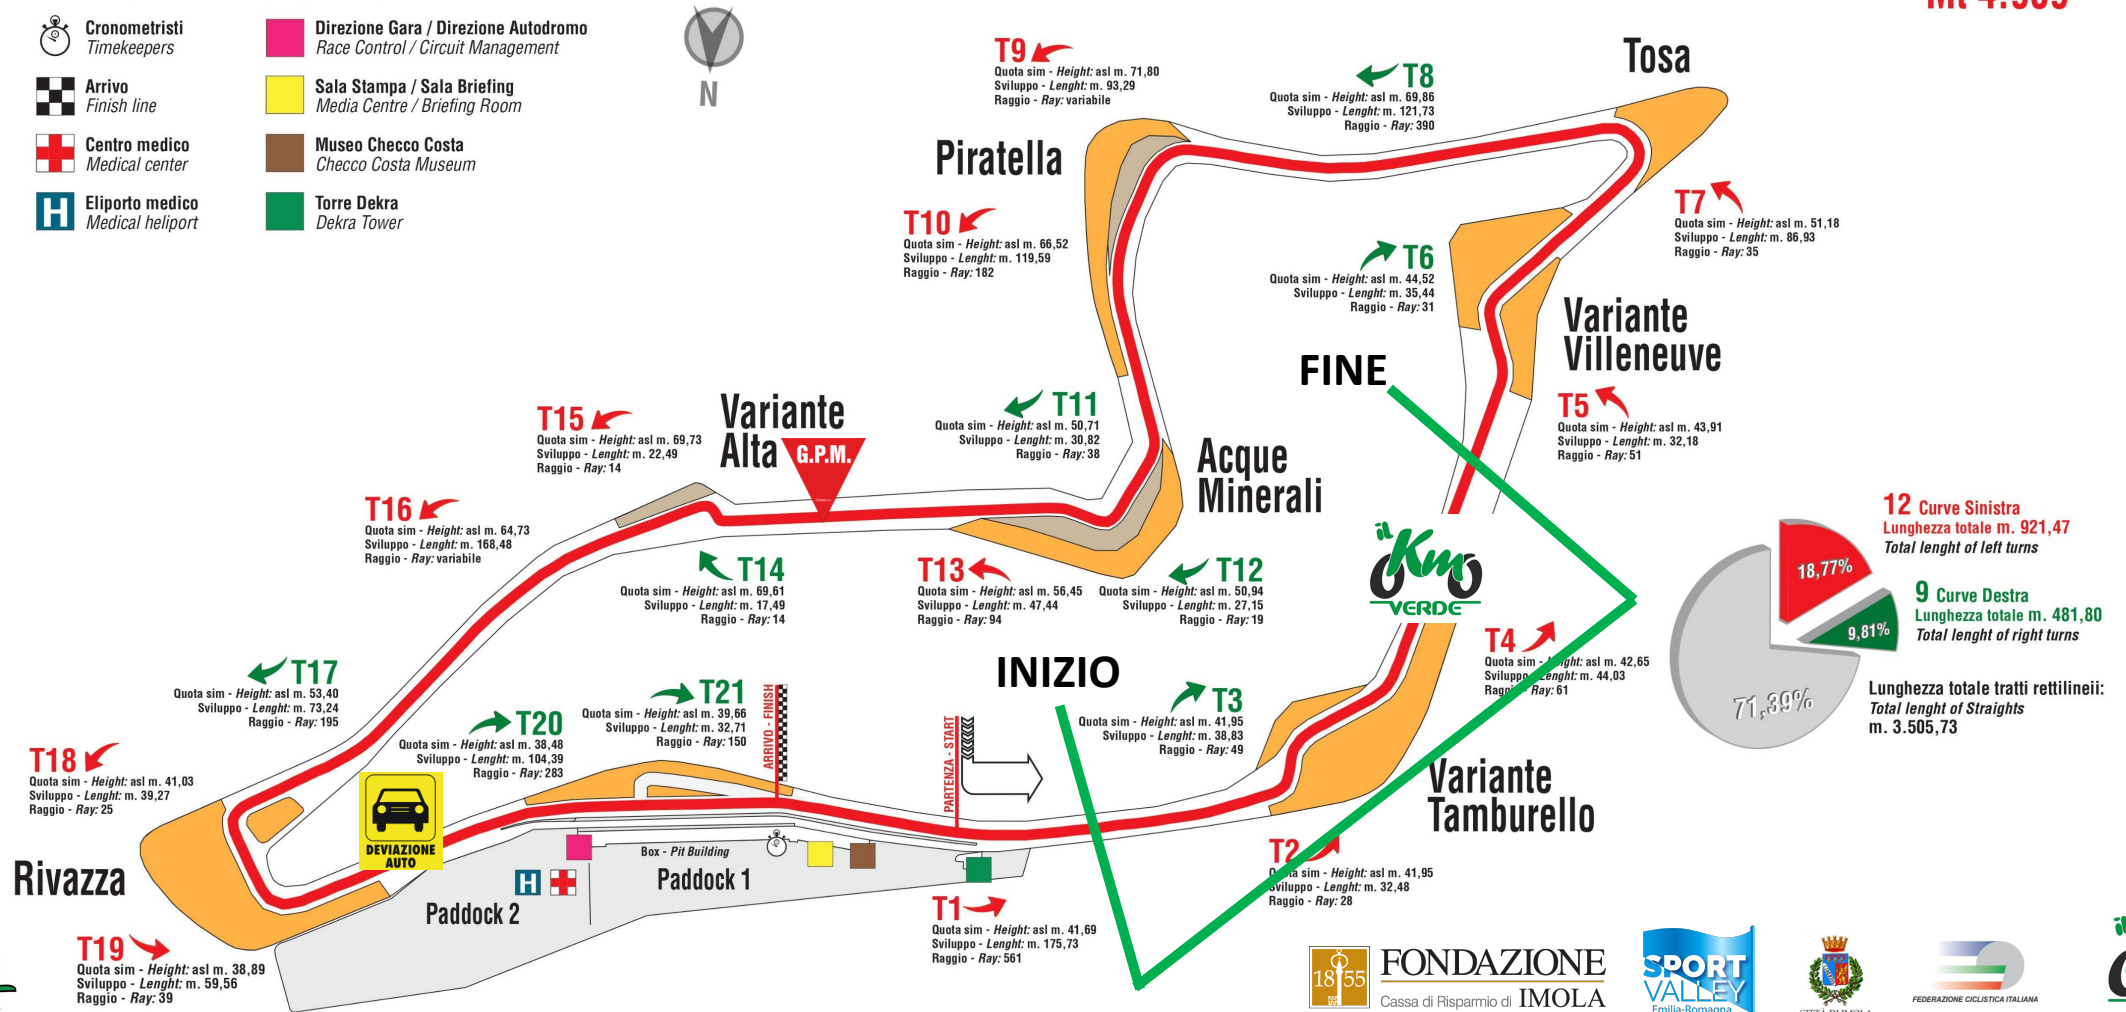 Cronometristi
Timekeepers
Arrivo
Finish line
Centro medico
Medical center
H
Eliporto medico
Medical heliport
Direzione Gara / Direzione Autodromo
Race Control / Circuit Management
Sala Stampa / Sala Briefing
Media Centre / Briefing Room
Museo Checco Costa
Checco Costa Museum
Torre Dekra
Dekra Tower
N
T9
Quota sim - Height: asl m. 71,80
Sviluppo - Lenght: m. 93,29
Raggio - Ray: variabile
T8
Quota sim - Height: asl m. 69,86
Sviluppo - Lenght: m. 121,73
Raggio - Ray: 390
Tosa
Piratella
T10
Quota sim - Height: asl m. 66,52
Sviluppo - Lenght: m. 119,59
Raggio - Ray: 182
T7
Quota sim - Height: asl m. 51,18
Sviluppo - Lenght: m. 86,93
Raggio - Ray: 35
T6
Quota sim - Height: asl m. 44,52
Sviluppo - Lenght: m. 35,44
Raggio - Ray: 31
Variante
Villeneuve
FINE
T5
Quota sim - Height: asl m. 43,91
Sviluppo - Lenght: m. 32,18
Raggio - Ray: 51
T11
Quota sim - Height: asl m. 50,71
Sviluppo - Lenght: m. 30,82
Raggio - Ray: 38
Variante
Alta
G.P.M.
T15
Quota sim - Height: asl m. 69,73
Sviluppo - Lenght: m. 22,49
Raggio - Ray: 14
Acque
Minerali
T16
Quota sim - Height: asl m. 64,73
Sviluppo - Lenght: m. 168,48
Raggio - Ray: variabile
T14
Quota sim - Height: asl m. 69,61
Sviluppo - Lenght: m. 17,49
Raggio - Ray: 14
T13
Quota sim - Height: asl m. 56,45
Sviluppo - Lenght: m. 47,44
Raggio - Ray: 94
T12
Quota sim - Height: asl m. 50,94
Sviluppo - Lenght: m. 27,15
Raggio - Ray: 19
il Km
VERDE
12 Curve Sinistra
Lunghezza totale m. 921,47
Total lenght of left turns
18,77%
9 Curve Destra
Lunghezza totale m. 481,80
Total lenght of right turns
9,81%
71,39%
Lunghezza totale tratti rettilineii:
Total lenght of Straights
m. 3.505,73
T4
Quota sim - Height: asl m. 42,65
Sviluppo - Lenght: m. 44,03
Raggio - Ray: 61
INIZIO
T3
Quota sim - Height: asl m. 41,95
Sviluppo - Lenght: m. 38,83
Raggio - Ray: 49
T17
Quota sim - Height: asl m. 53,40
Sviluppo - Lenght: m. 73,24
Raggio - Ray: 195
T21
Quota sim - Height: asl m. 39,66
Sviluppo - Lenght: m. 32,71
Raggio - Ray: 150
T20
Quota sim - Height: asl m. 38,48
Sviluppo - Lenght: m. 104,39
Raggio - Ray: 283
ARRIVO - FINISH
PARTENZA - START
T18
Quota sim - Height: asl m. 41,03
Sviluppo - Lenght: m. 39,27
Raggio - Ray: 25
DEVIAZIONE
AUTO
Variante
Tamburello
Box - Pit Building
Paddock 1
H
Paddock 2
Rivazza
T2
Quota sim - Height: asl m. 41,95
Sviluppo - Lenght: m. 32,48
Raggio - Ray: 28
T1
Quota sim - Height: asl m. 41,69
Sviluppo - Lenght: m. 175,73
Raggio - Ray: 561
T19
Quota sim - Height: asl m. 38,89
Sviluppo - Lenght: m. 59,56
Raggio - Ray: 39
1855
FONDAZIONE
Cassa di Risparmio di IMOLA
SPORT
VALLEY
Emilia-Romagna
FEDERAZIONE CICLISTICA ITALIANA